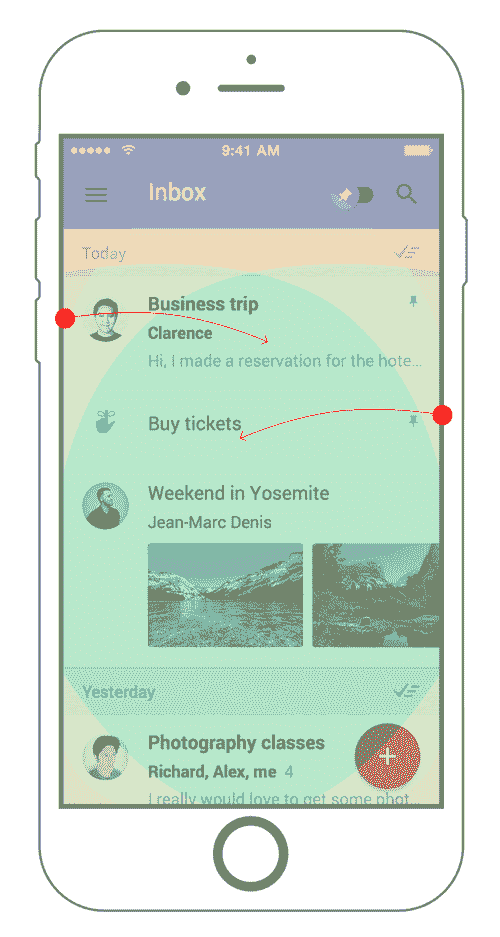 9:41 AM
Inbox
Today
Business trip
Clarence
Hi, I made a reservation for the hote...
Buy tickets
Weekend in Yosemite
Jean-Marc Denis
Yesterday
Photography classes
Richard, Alex, me 4
I really would love to get some phot...